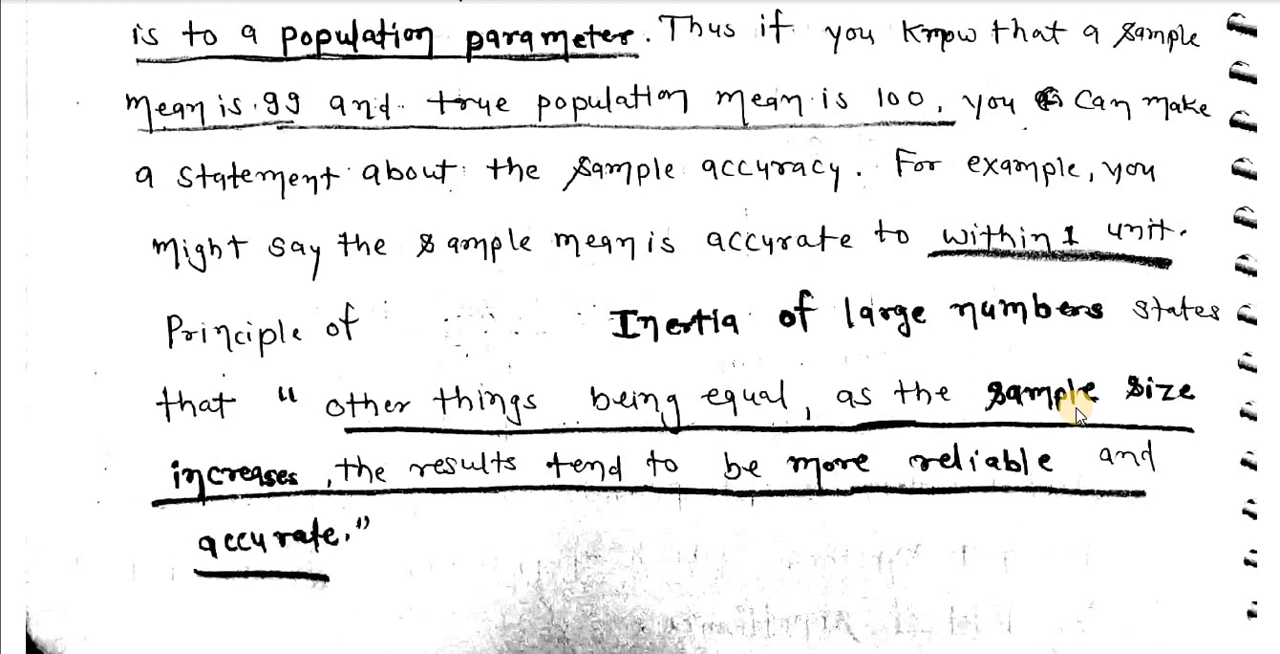 is to a population parameter. Thus if you know that a sample
mean is 99 and true population mean is 100, you can make
a statement about the sample accuracy. For example, you
might say the sample mean is accurate to within 1 unit.
Principle of Inertia of large numbers states
that " other things being equal, as the sample size
increases, the results tend to be more reliable and
accurate."